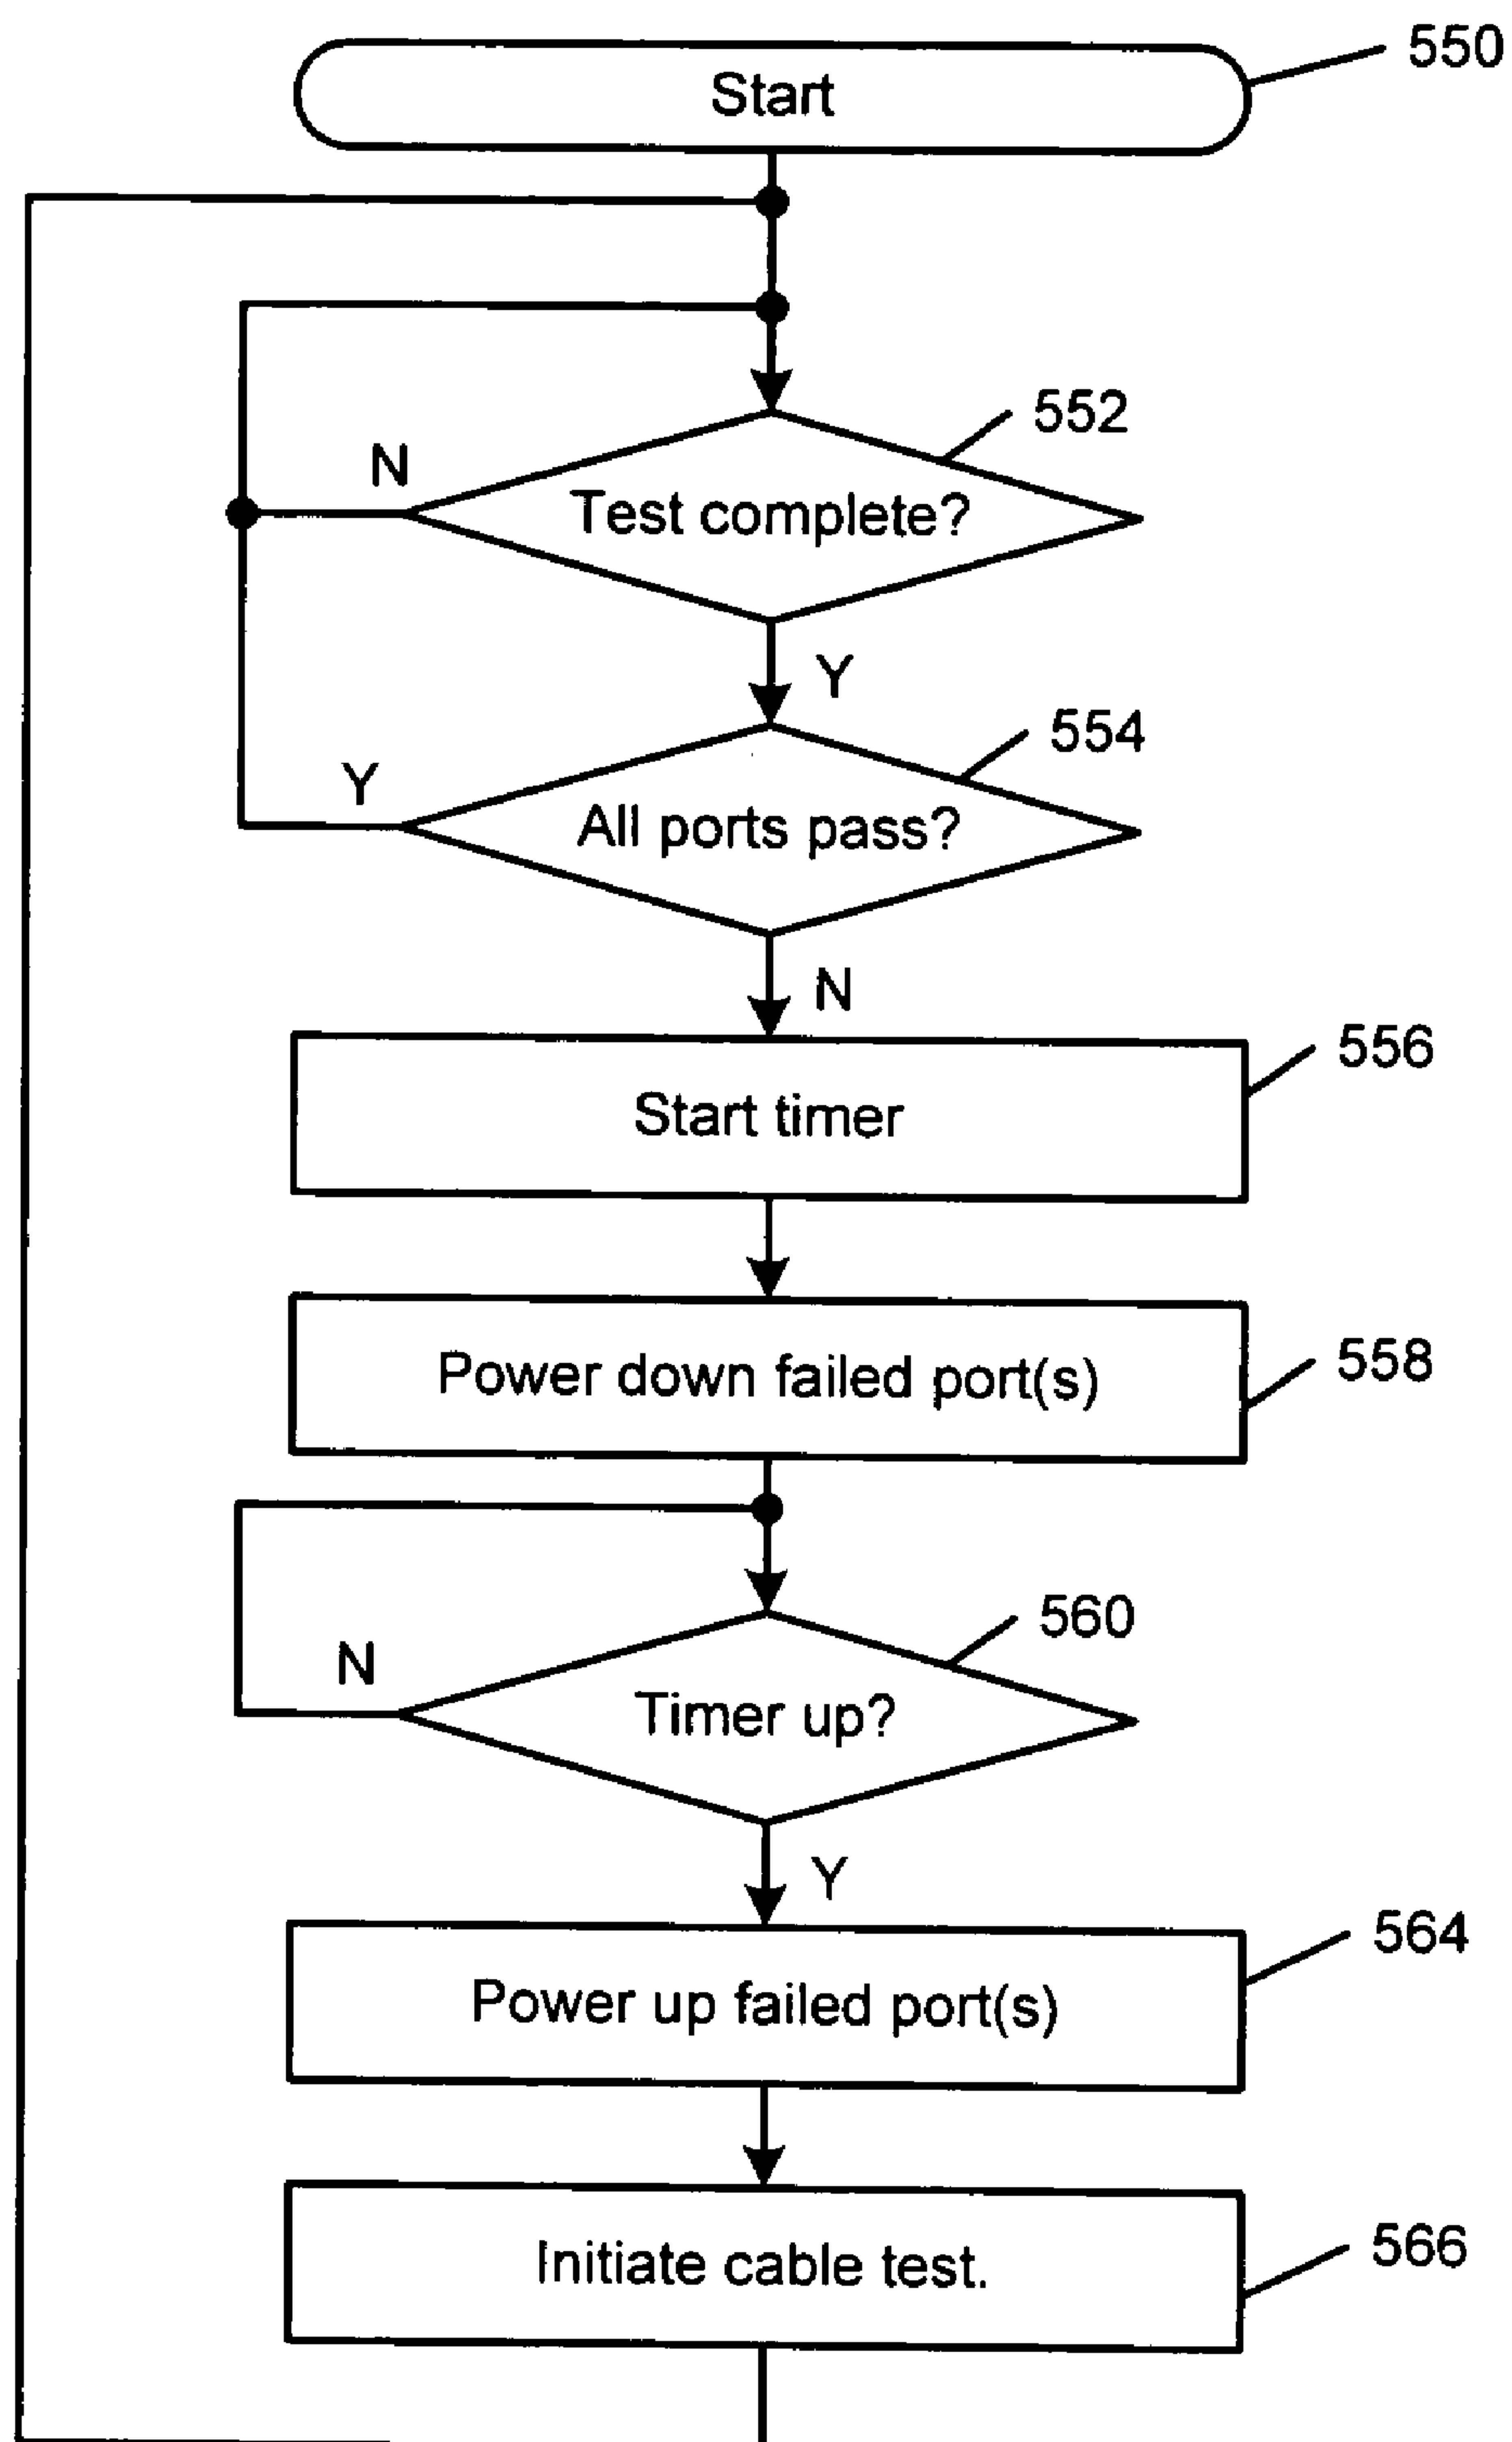 550
Start
552
N
Test complete?
Y
554
Y
All ports pass?
N
556
Start timer
558
Power down failed port(s)
560
N
Timer up?
Y
564
Power up failed port(s)
566
Initiate cable test.